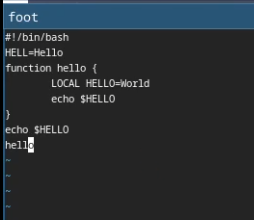 foot
#!/bin/bash
HELL=Hello
function hello {
        LOCAL HELLO=World
        echo $HELLO
}
echo $HELLO
hello
~
~
~
~